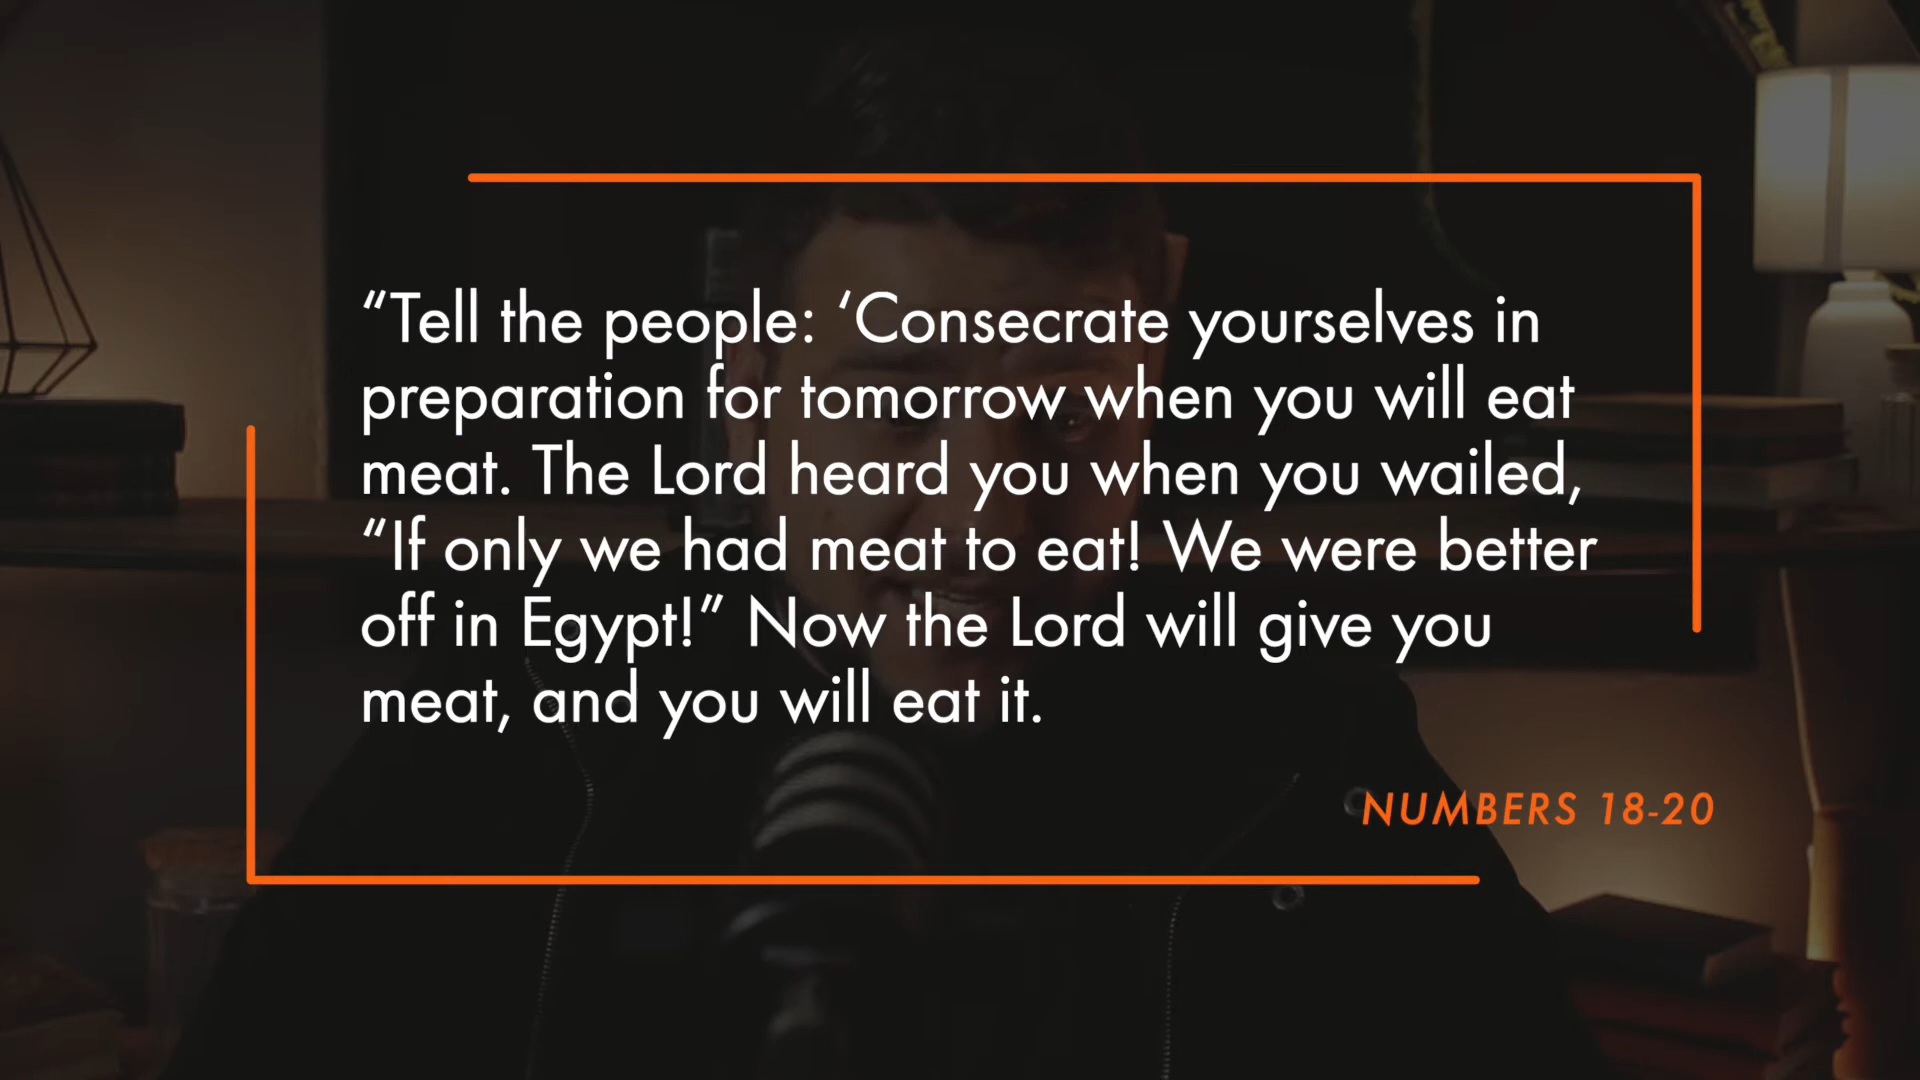 “Tell the people: ‘Consecrate yourselves in
preparation for tomorrow when you will eat
meat. The Lord heard you when you wailed,
“If only we had meat to eat! We were better
off in Egypt!” Now the Lord will give you
meat, and you will eat it.
NUMBERS 18-20